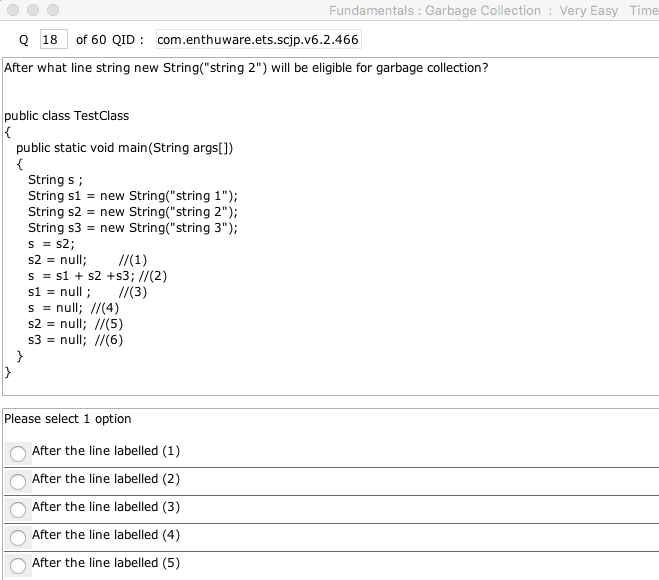 Fundamentals : Garbage Collection : Very Easy Time
Q 18 of 60 QID : com.enthuware.ets.scjp.v6.2.466
After what line string new String("string 2") will be eligible for garbage collection?
public class TestClass
{
public static void main(String args[])
{
String s ;
String s1 = new String("string 1");
String s2 = new String("string 2");
String s3 = new String("string 3");
s = s2;
s2 = null; //(1)
s = s1 + s2 +s3; //(2)
s1 = null ; //(3)
s = null; //(4)
s2 = null; //(5)
s3 = null; //(6)
}
}
Please select 1 option
After the line labelled (1)
After the line labelled (2)
After the line labelled (3)
After the line labelled (4)
After the line labelled (5)